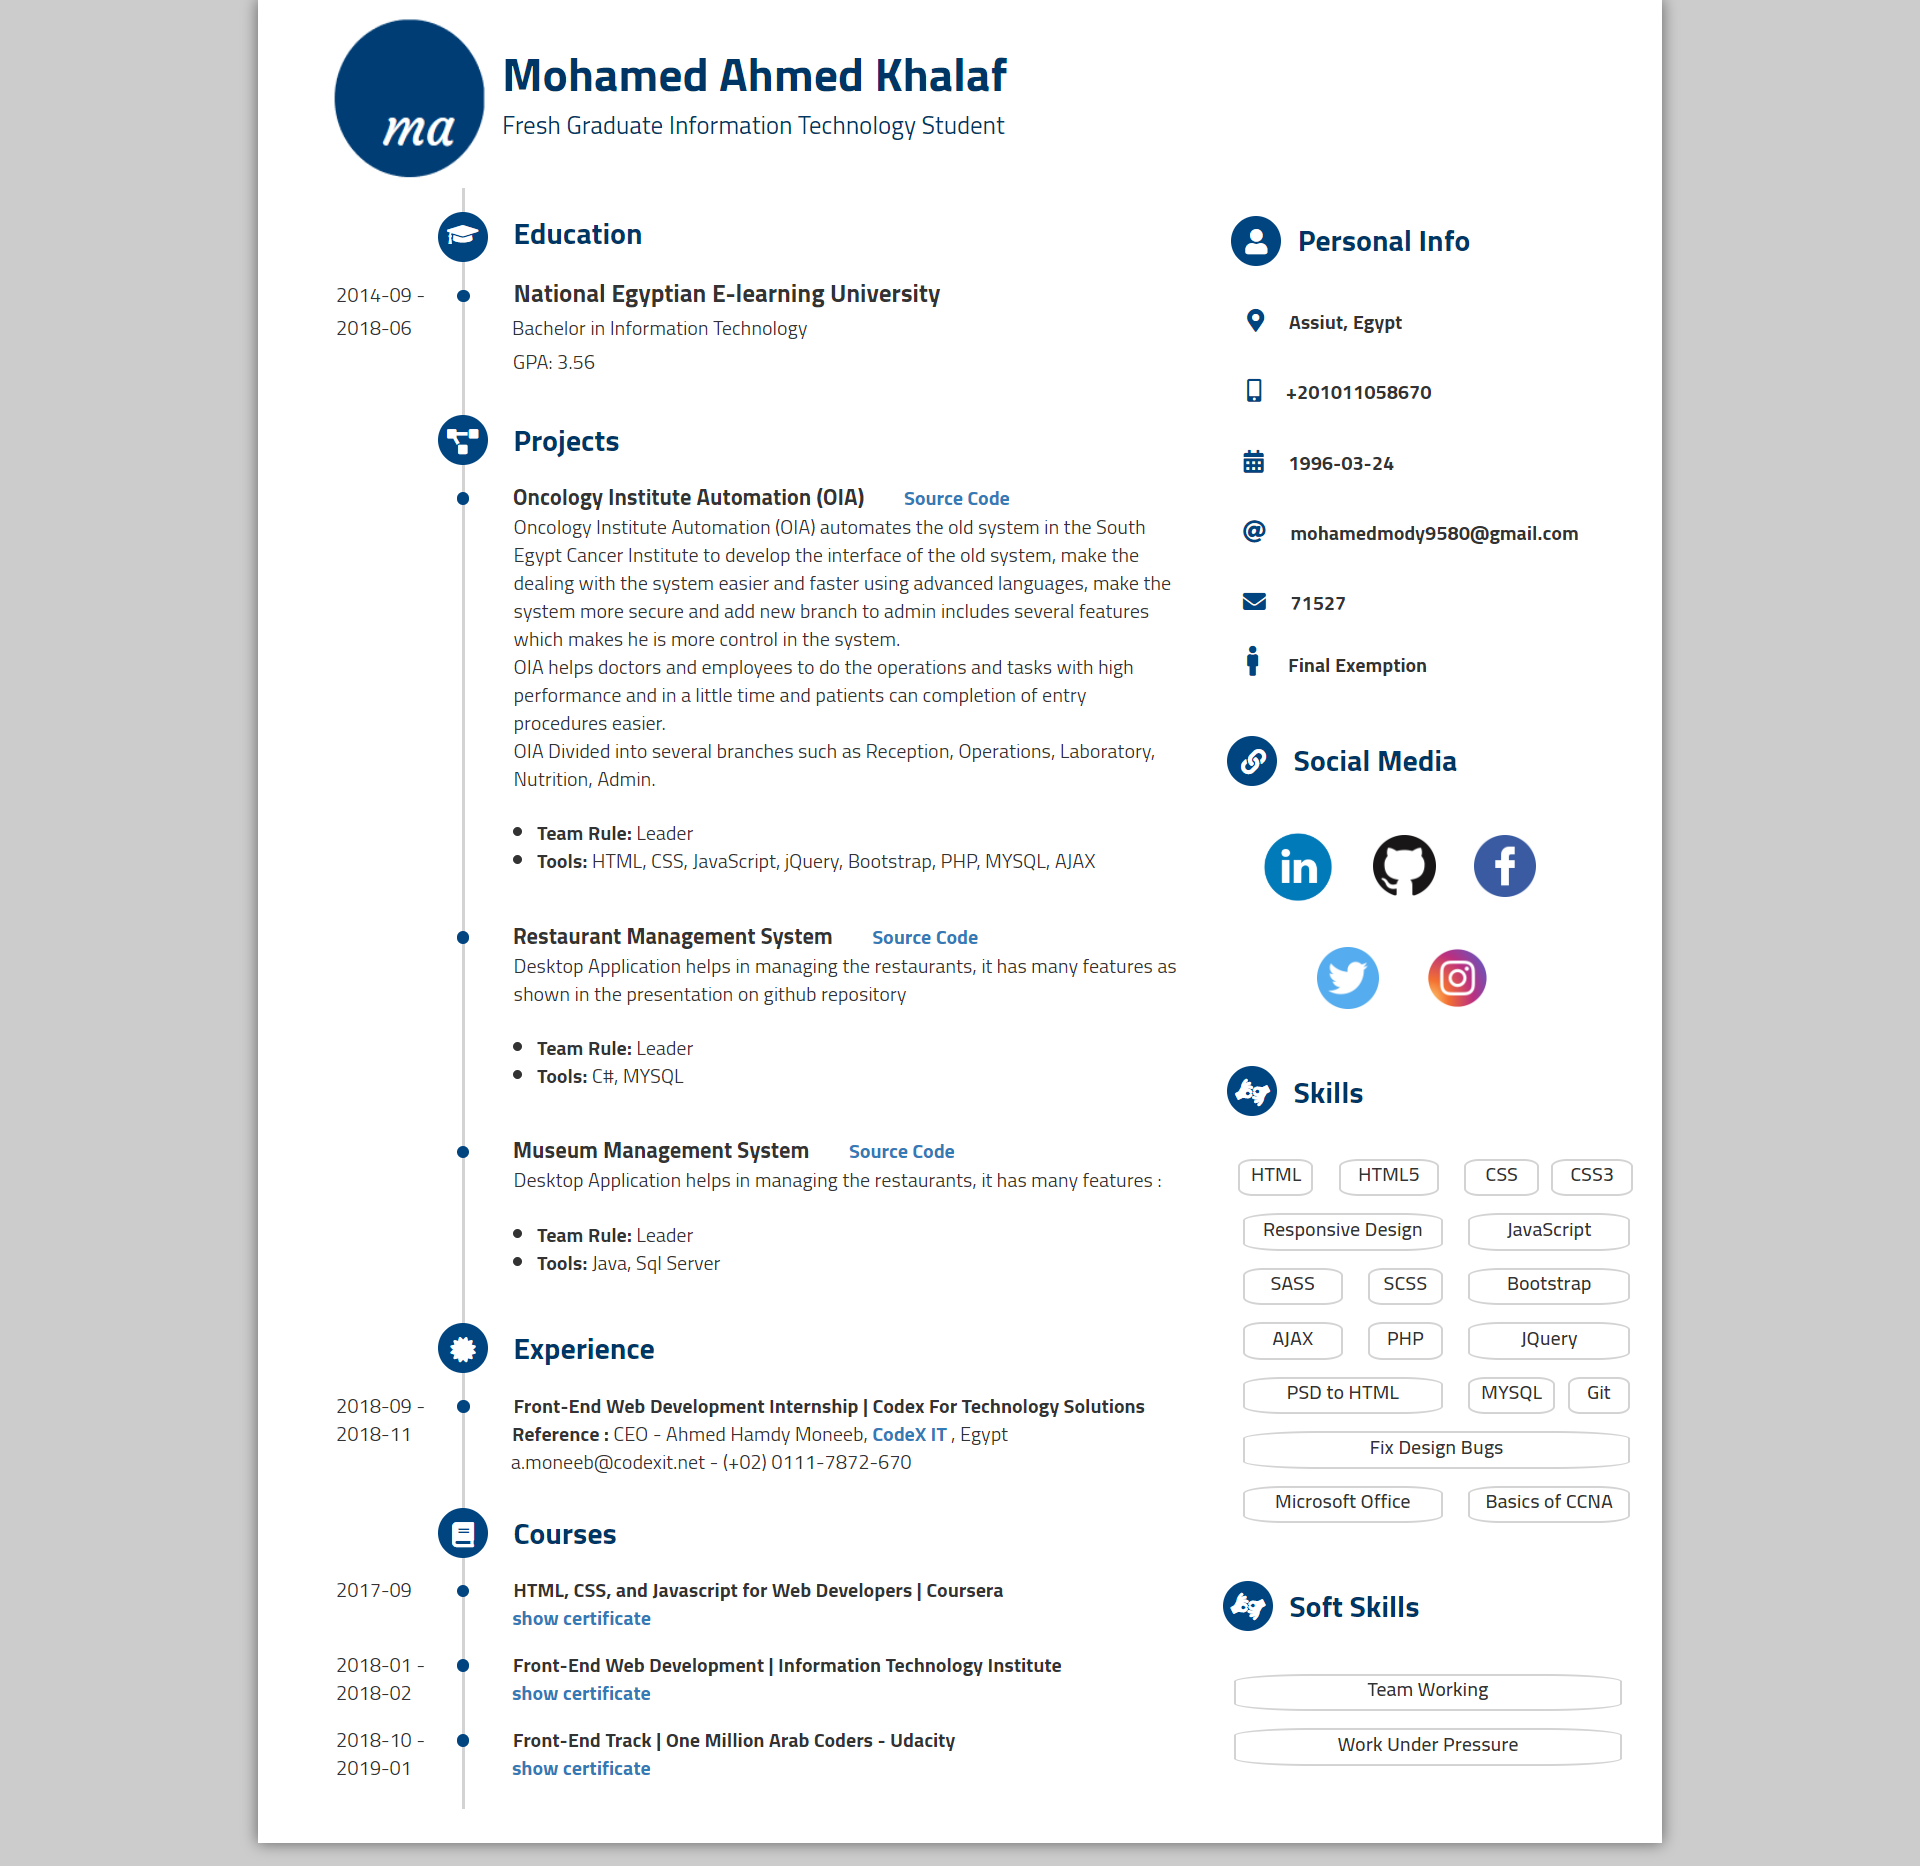 ma
Mohamed Ahmed Khalaf
Fresh Graduate Information Technology Student
Education
2014-09 -
2018-06
National Egyptian E-learning University
Bachelor in Information Technology
GPA: 3.56
Projects
Oncology Institute Automation (OIA) Source Code
Oncology Institute Automation (OIA) automates the old system in the South
Egypt Cancer Institute to develop the interface of the old system, make the
dealing with the system easier and faster using advanced languages, make the
system more secure and add new branch to admin includes several features
which makes he is more control in the system.
OIA helps doctors and employees to do the operations and tasks with high
performance and in a little time and patients can completion of entry
procedures easier.
OIA Divided into several branches such as Reception, Operations, Laboratory,
Nutrition, Admin.
• Team Rule: Leader
• Tools: HTML, CSS, JavaScript, jQuery, Bootstrap, PHP, MYSQL, AJAX
Restaurant Management System Source Code
Desktop Application helps in managing the restaurants, it has many features as
shown in the presentation on github repository
• Team Rule: Leader
• Tools: C#, MYSQL
Museum Management System Source Code
Desktop Application helps in managing the restaurants, it has many features :
• Team Rule: Leader
• Tools: Java, Sql Server
Experience
2018-09 -
2018-11
Front-End Web Development Internship | Codex For Technology Solutions
Reference : CEO - Ahmed Hamdy Moneeb, CodeX IT , Egypt
a.moneeb@codexit.net - (+02) 0111-7872-670
Courses
2017-09
HTML, CSS, and Javascript for Web Developers | Coursera
show certificate
2018-01 -
2018-02
Front-End Web Development | Information Technology Institute
show certificate
2018-10 -
2019-01
Front-End Track | One Million Arab Coders - Udacity
show certificate
Personal Info
Assiut, Egypt
+201011058670
1996-03-24
mohamedmody9580@gmail.com
71527
Final Exemption
Social Media
Skills
HTML HTML5 CSS CSS3
Responsive Design JavaScript
SASS SCSS Bootstrap
AJAX PHP JQuery
PSD to HTML MYSQL Git
Fix Design Bugs
Microsoft Office Basics of CCNA
Soft Skills
Team Working
Work Under Pressure